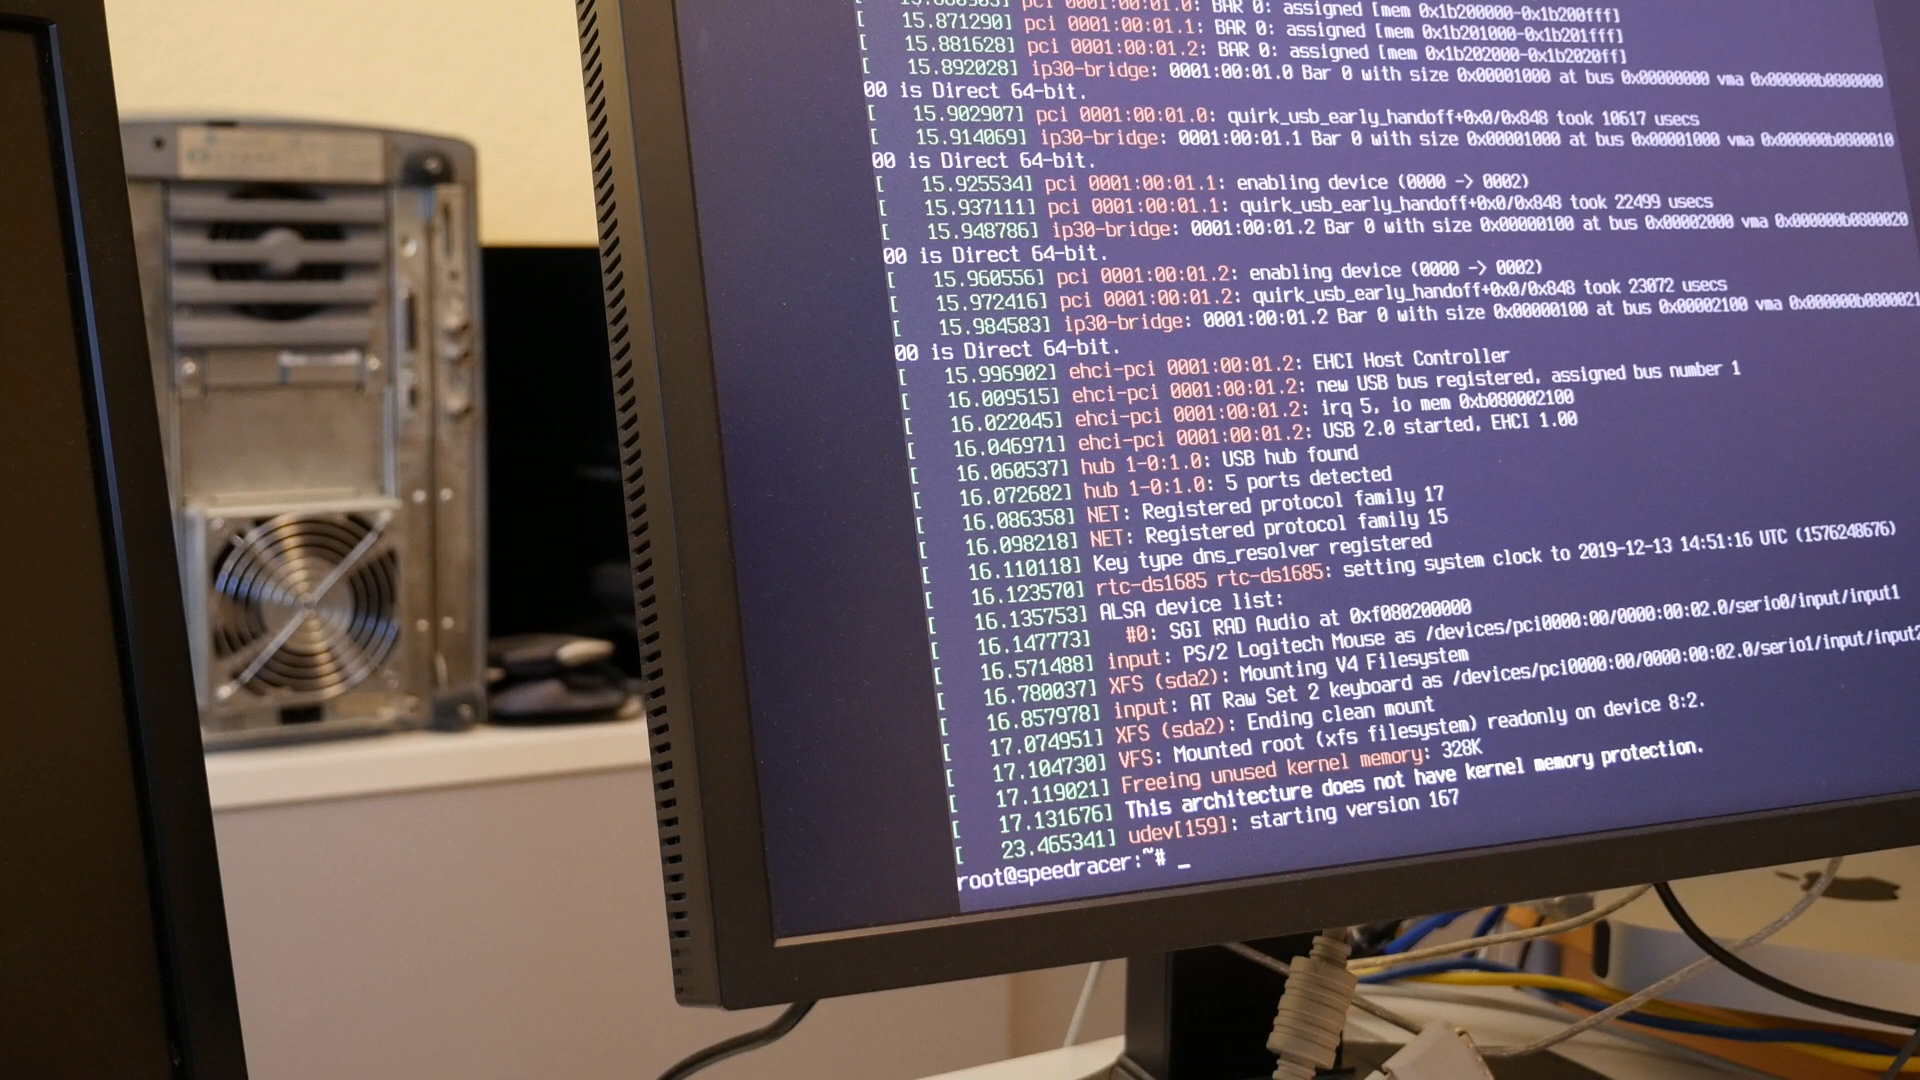 pci 0001:00:01.0: BAR 0: assigned [mem 0x1b200000-0x1b200fff]
[   15.871290] pci 0001:00:01.1: BAR 0: assigned [mem 0x1b201000-0x1b201fff]
[   15.881628] pci 0001:00:01.2: BAR 0: assigned [mem 0x1b202000-0x1b2020ff]
[   15.892028] ip30-bridge: 0001:00:01.0 Bar 0 with size 0x00001000 at bus 0x00000000 vma 0x000000b0800000
00 is Direct 64-bit.
[   15.902907] pci 0001:00:01.0: quirk_usb_early_handoff+0x0/0x848 took 10617 usecs
[   15.914069] ip30-bridge: 0001:00:01.1 Bar 0 with size 0x00001000 at bus 0x00001000 vma 0x000000b0800010
00 is Direct 64-bit.
[   15.925534] pci 0001:00:01.1: enabling device (0000 -> 0002)
[   15.937111] pci 0001:00:01.1: quirk_usb_early_handoff+0x0/0x848 took 22499 usecs
[   15.948786] ip30-bridge: 0001:00:01.2 Bar 0 with size 0x00000100 at bus 0x00002000 vma 0x000000b0800020
00 is Direct 64-bit.
[   15.960556] pci 0001:00:01.2: enabling device (0000 -> 0002)
[   15.972416] pci 0001:00:01.2: quirk_usb_early_handoff+0x0/0x848 took 23072 usecs
[   15.984583] ip30-bridge: 0001:00:01.2 Bar 0 with size 0x00000100 at bus 0x00002100 vma 0x000000b0800021
00 is Direct 64-bit.
[   15.996902] ehci-pci 0001:00:01.2: EHCI Host Controller
[   16.009515] ehci-pci 0001:00:01.2: new USB bus registered, assigned bus number 1
[   16.022045] ehci-pci 0001:00:01.2: irq 5, io mem 0xb080002100
[   16.046971] ehci-pci 0001:00:01.2: USB 2.0 started, EHCI 1.00
[   16.060537] hub 1-0:1.0: USB hub found
[   16.072682] hub 1-0:1.0: 5 ports detected
[   16.086358] NET: Registered protocol family 17
[   16.098218] NET: Registered protocol family 15
[   16.110118] Key type dns_resolver registered
[   16.123570] rtc-ds1685 rtc-ds1685: setting system clock to 2019-12-13 14:51:16 UTC (1576248676)
[   16.135753] ALSA device list:
[   16.147773]   #0: SGI RAD Audio at 0xf080200000
[   16.571488] input: PS/2 Logitech Mouse as /devices/pci0000:00/0000:00:02.0/serio0/input/input1
[   16.780037] XFS (sda2): Mounting V4 Filesystem
[   16.857978] input: AT Raw Set 2 keyboard as /devices/pci0000:00/0000:00:02.0/serio1/input/input2
[   17.074951] XFS (sda2): Ending clean mount
[   17.104730] VFS: Mounted root (xfs filesystem) readonly on device 8:2.
[   17.119021] Freeing unused kernel memory: 328K
[   17.131676] This architecture does not have kernel memory protection.
[   23.465341] udev[159]: starting version 167
root@speedracer:~# _